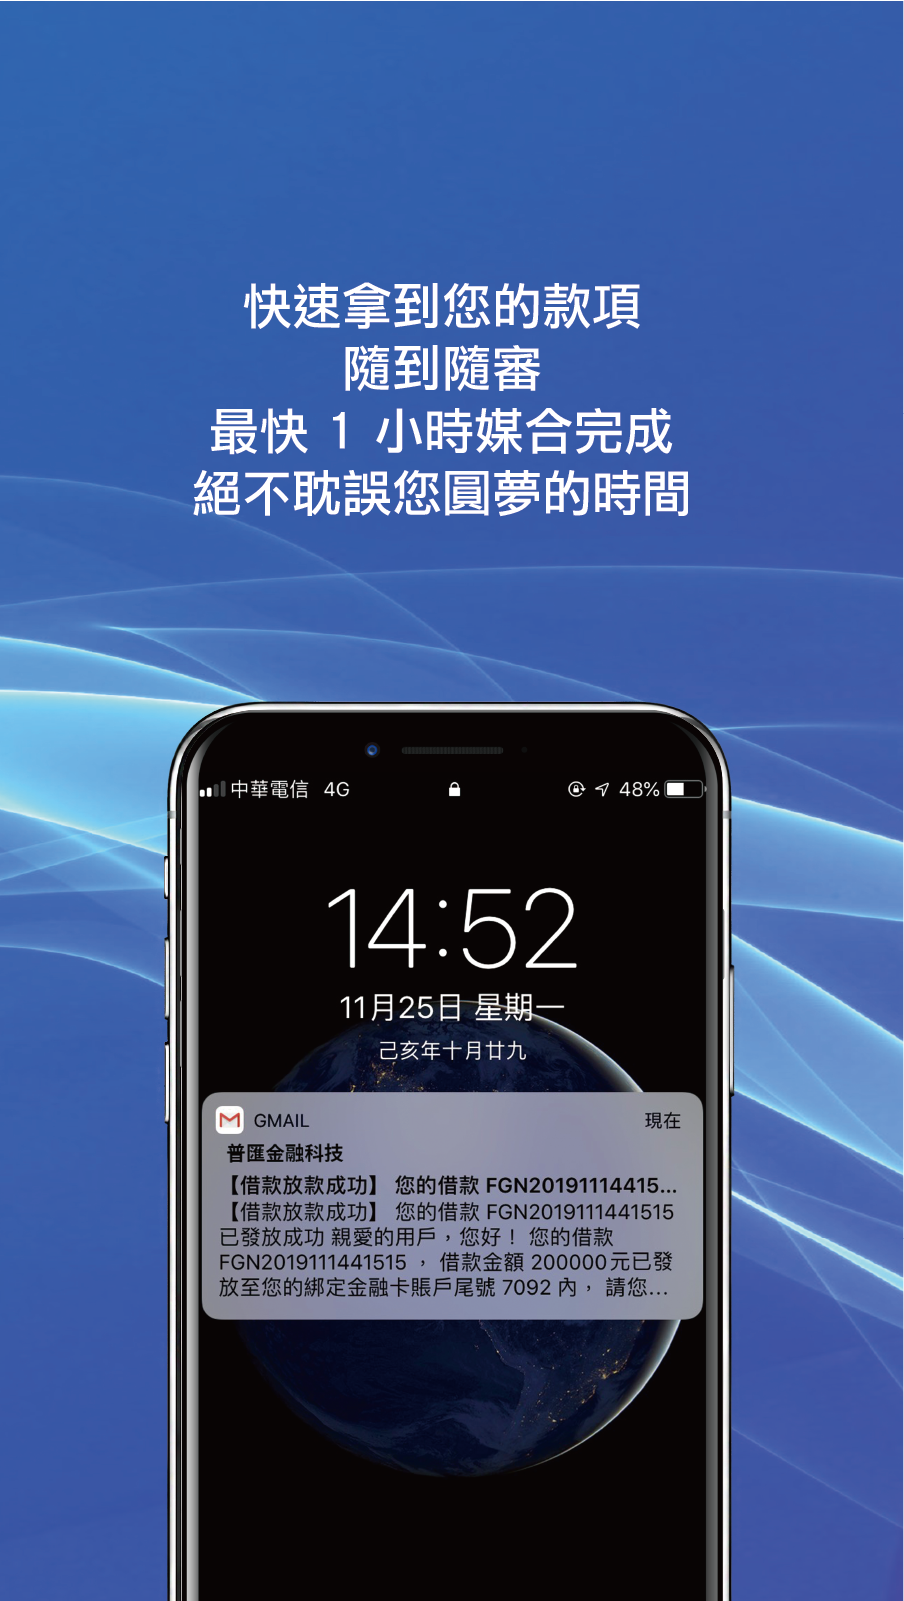 快速拿到您的款項
隨到隨審
最快 1 小時媒合完成
絕不耽誤您圓夢的時間
中華電信 4G 48%
14:52
11月25日 星期一
己亥年十月廿九
GMAIL 現在
普匯金融科技
【借款放款成功】 您的借款 FGN20191114415...
【借款放款成功】 您的借款 FGN2019111441515
已發放成功 親愛的用戶，您好！ 您的借款
FGN2019111441515 ， 借款金額 200000元已發
放至您的綁定金融卡賬戶尾號 7092 內， 請您...